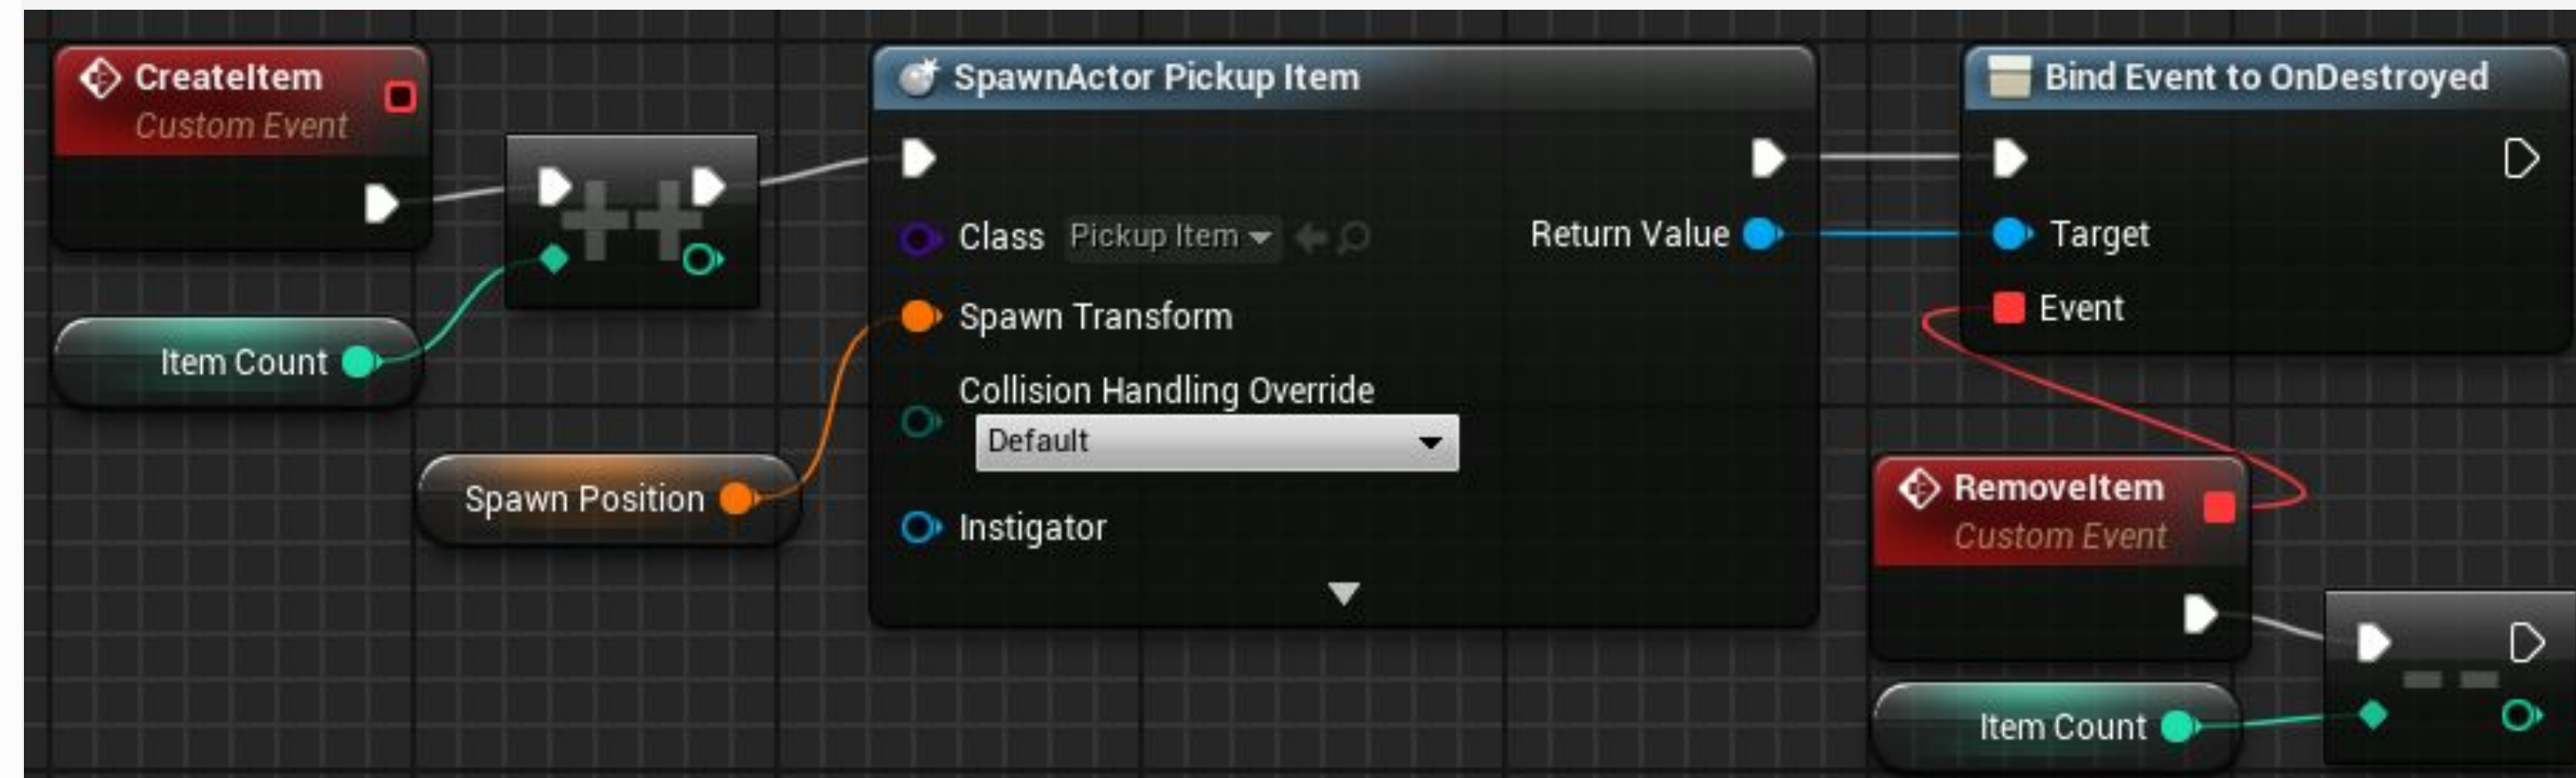 CreateItem
Custom Event
Item Count
Spawn Position
SpawnActor Pickup Item
Class Pickup Item
Return Value
Spawn Transform
Collision Handling Override
Default
Instigator
Bind Event to OnDestroyed
Target
Event
RemoveItem
Custom Event
Item Count